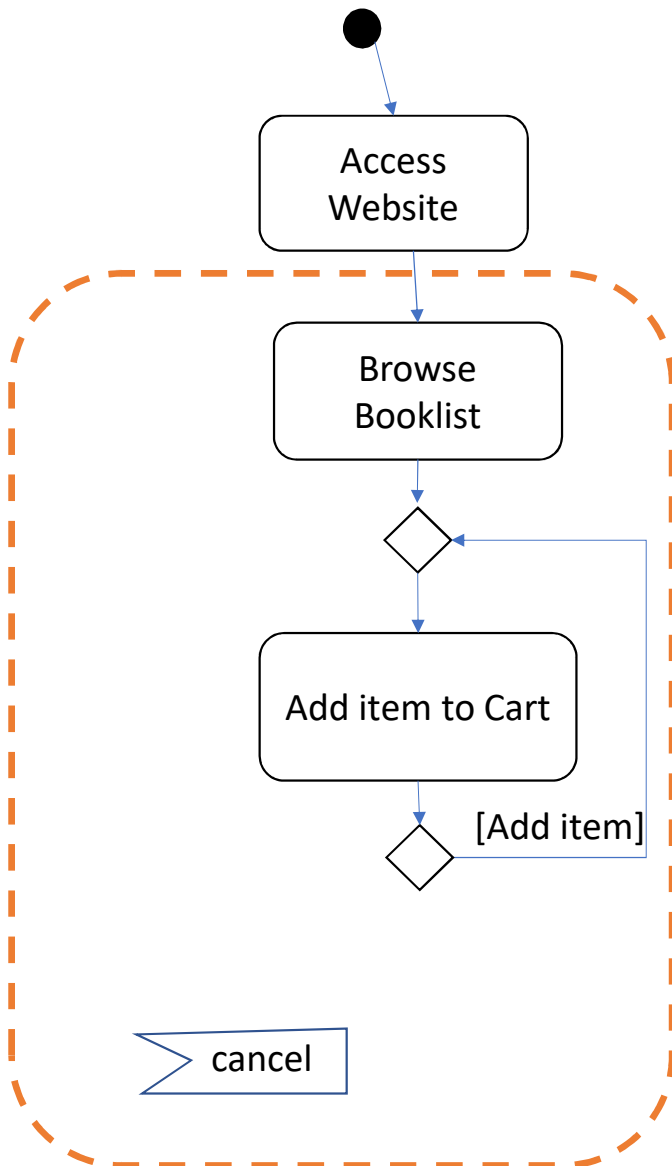 Access
Website
Browse
Booklist
Add item to Cart
[Add item]
cancel